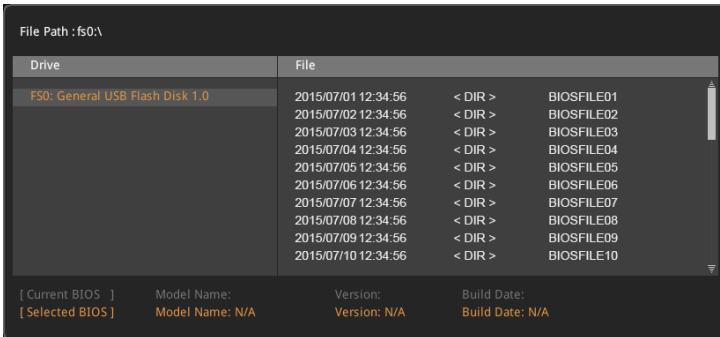 File Path : fs0:\
Drive File
FS0: General USB Flash Disk 1.0
2015/07/01 12:34:56 < DIR > BIOSFILE01
2015/07/02 12:34:56 < DIR > BIOSFILE02
2015/07/03 12:34:56 < DIR > BIOSFILE03
2015/07/04 12:34:56 < DIR > BIOSFILE04
2015/07/05 12:34:56 < DIR > BIOSFILE05
2015/07/06 12:34:56 < DIR > BIOSFILE06
2015/07/07 12:34:56 < DIR > BIOSFILE07
2015/07/08 12:34:56 < DIR > BIOSFILE08
2015/07/09 12:34:56 < DIR > BIOSFILE09
2015/07/10 12:34:56 < DIR > BIOSFILE10
[ Current BIOS ] Model Name: Version: Build Date:
[ Selected BIOS ] Model Name: N/A Version: N/A Build Date: N/A